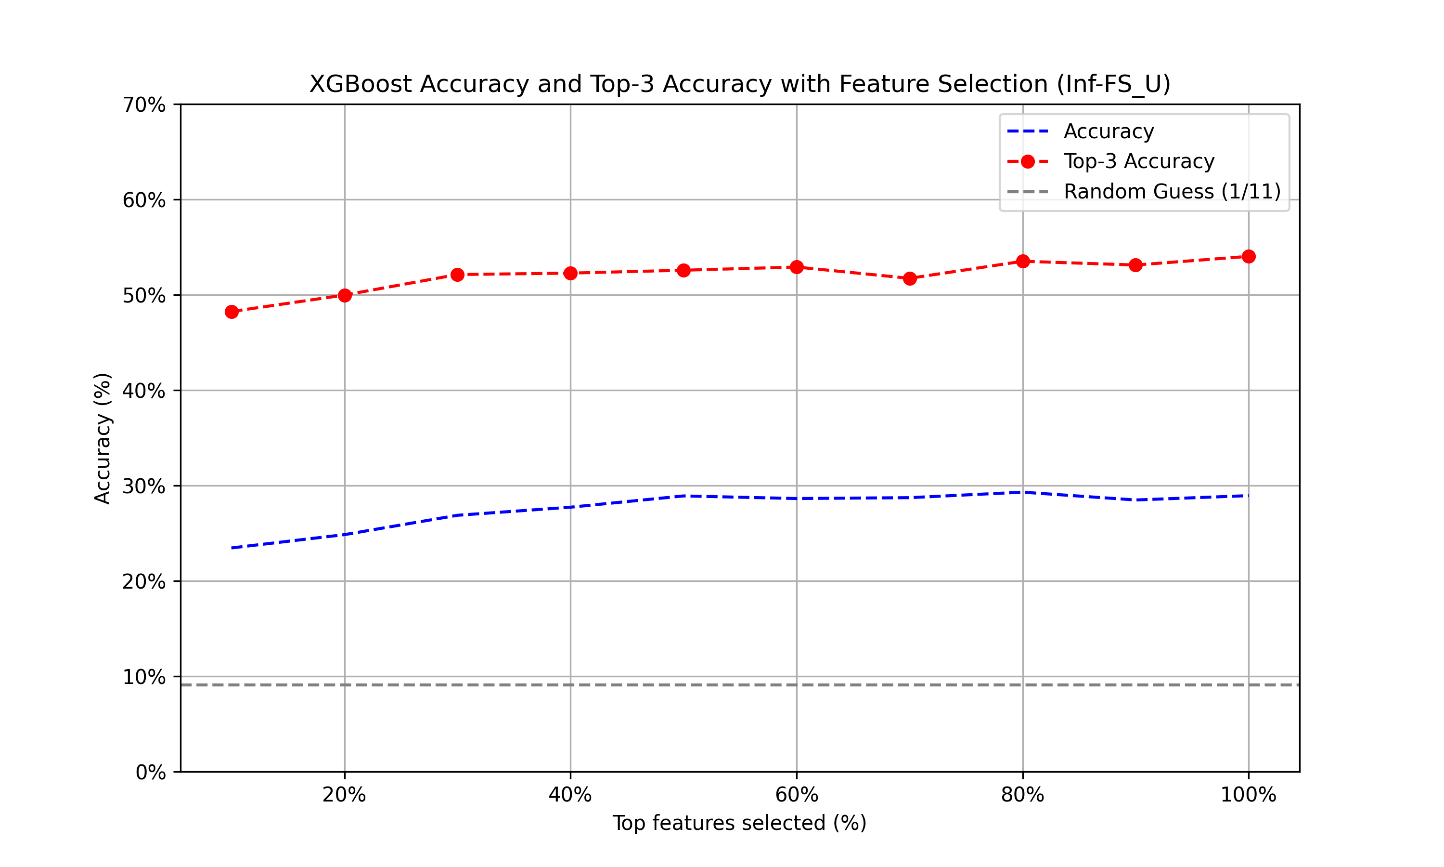 XGBoost Accuracy and Top-3 Accuracy with Feature Selection (Inf-FS_U)
70%
60%
50%
40%
30%
20%
10%
0%
Accuracy (%)
Accuracy
Top-3 Accuracy
Random Guess (1/11)
20% 40% 60% 80% 100%
Top features selected (%)